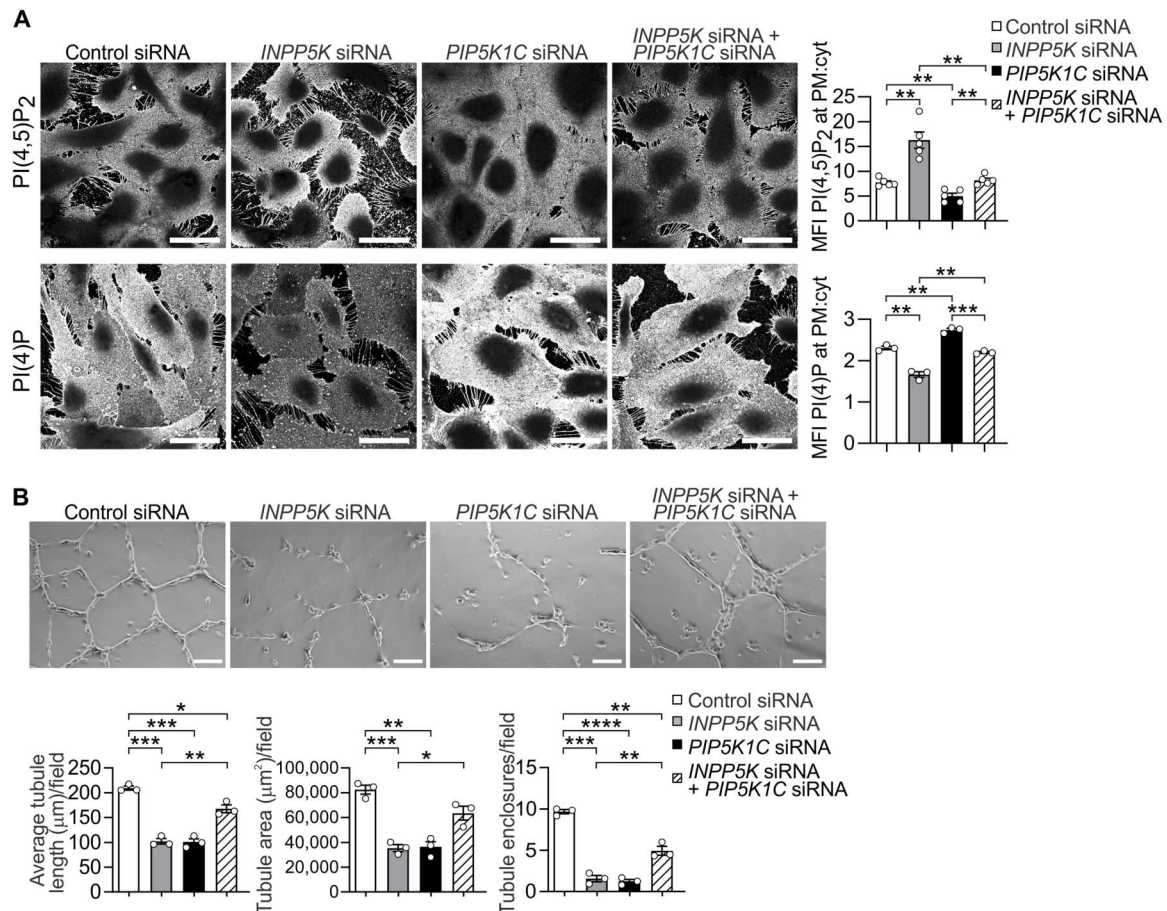 A
Control siRNA
INPP5K siRNA
PIP5K1C siRNA
INPP5K siRNA +
PIP5K1C siRNA
PI(4,5)P2
MFI PI(4,5)P2 at PM:cyt
25
20
15
10
5
0
**
**
**
**
Control siRNA
INPP5K siRNA
PIP5K1C siRNA
INPP5K siRNA
+ PIP5K1C siRNA
PI(4)P
MFI PI(4)P at PM:cyt
3
2
1
0
**
**
**
***
B
Control siRNA
INPP5K siRNA
PIP5K1C siRNA
INPP5K siRNA +
PIP5K1C siRNA
Average tubule
length (μm)/field
250
200
150
100
50
0
*
***
***
**
Tubule area (μm²)/field
100,000
80,000
60,000
40,000
20,000
0
**
***
*
Tubule enclosures/field
15
10
5
0
**
****
***
**
Control siRNA
INPP5K siRNA
PIP5K1C siRNA
INPP5K siRNA
+ PIP5K1C siRNA